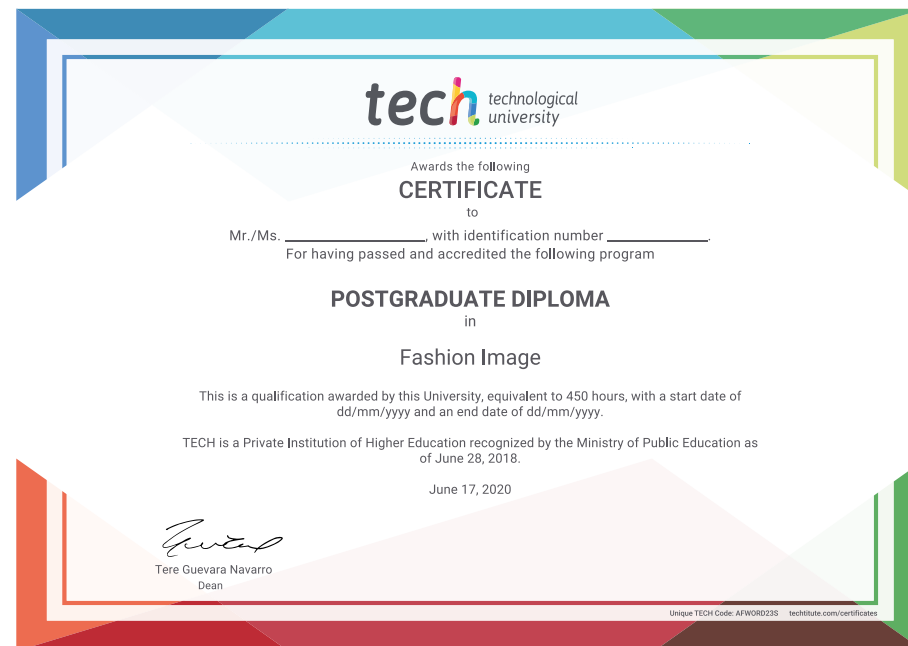 tech technological
university
Awards the following
CERTIFICATE
to
Mr./Ms. ____________________, with identification number ______________.
For having passed and accredited the following program
POSTGRADUATE DIPLOMA
in
Fashion Image
This is a qualification awarded by this University, equivalent to 450 hours, with a start date of
dd/mm/yyyy and an end date of dd/mm/yyyy.
TECH is a Private Institution of Higher Education recognized by the Ministry of Public Education as
of June 28, 2018.
June 17, 2020
Tere Guevara Navarro
Dean
Unique TECH Code: AFWORD23S techtitute.com/certificates